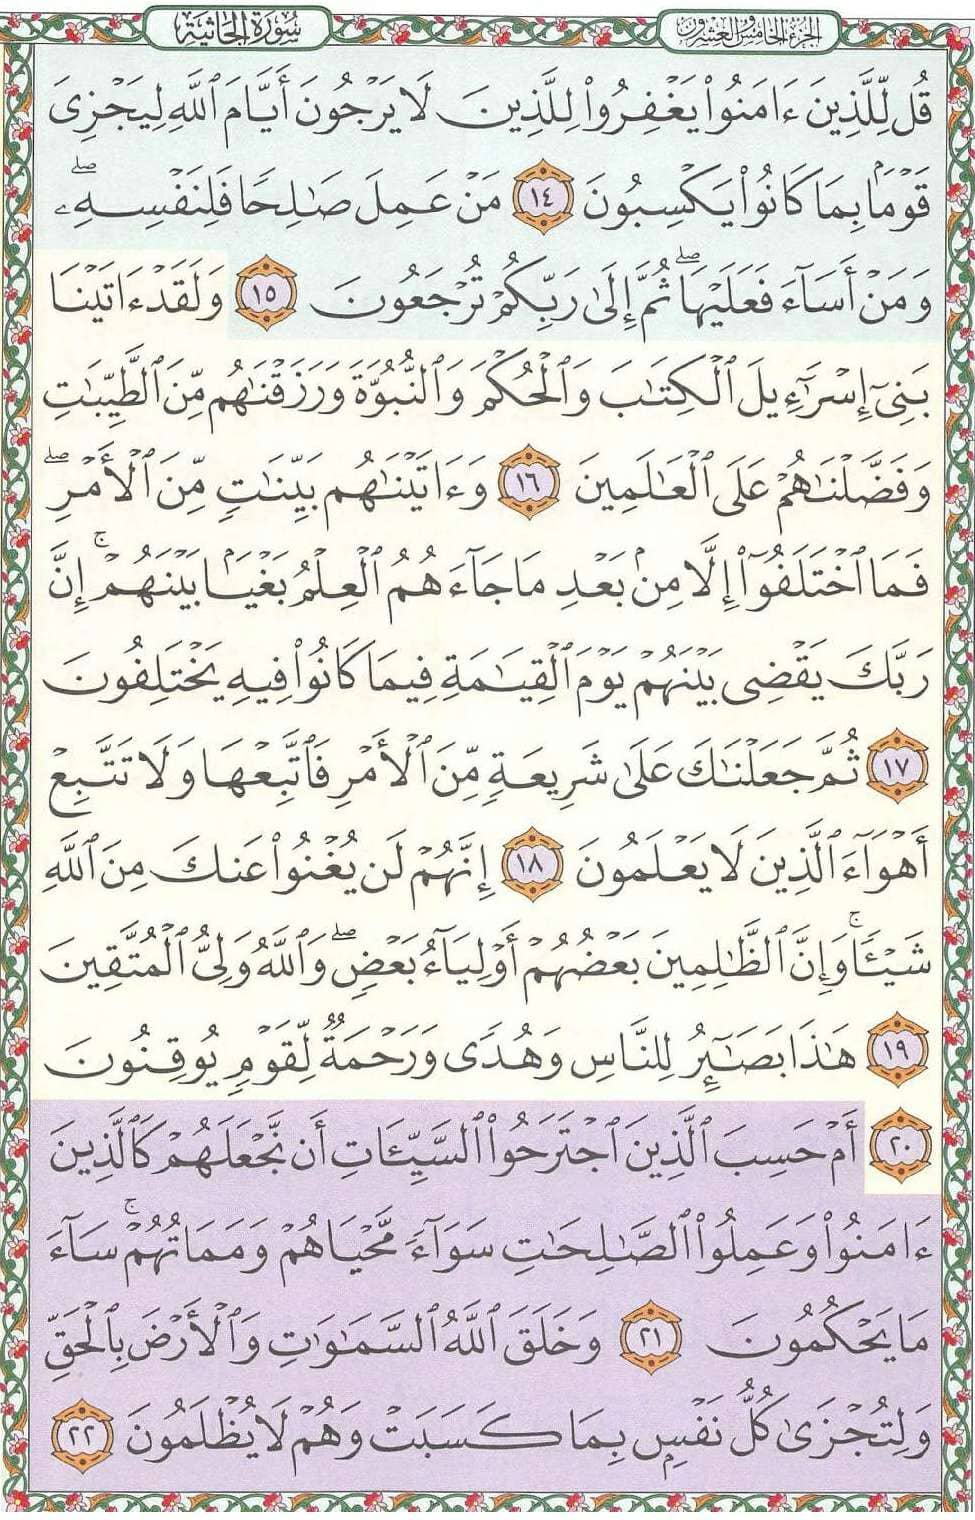 سُورَةُ الجَاثِيَة
الجُزْءُ الخَامِسُ وَالعِشْرُونَ
قُل لِّلَّذِينَ ءَامَنُوا۟ يَغْفِرُوا۟ لِلَّذِينَ لَا يَرْجُونَ أَيَّامَ ٱللَّهِ لِيَجْزِىَ
قَوْمَۢا بِمَا كَانُوا۟ يَكْسِبُونَ ١٤ مَنْ عَمِلَ صَٰلِحًا فَلِنَفْسِهِۦ ۖ
وَمَنْ أَسَآءَ فَعَلَيْهَا ۖ ثُمَّ إِلَىٰ رَبِّكُمْ تُرْجَعُونَ ١٥ وَلَقَدْ ءَاتَيْنَا
بَنِىٓ إِسْرَٰٓءِيلَ ٱلْكِتَٰبَ وَٱلْحُكْمَ وَٱلنُّبُوَّةَ وَرَزَقْنَٰهُم مِّنَ ٱلطَّيِّبَٰتِ
وَفَضَّلْنَٰهُمْ عَلَى ٱلْعَٰلَمِينَ ١٦ وَءَاتَيْنَٰهُم بَيِّنَٰتٍ مِّنَ ٱلْأَمْرِ ۖ
فَمَا ٱخْتَلَفُوٓا۟ إِلَّا مِنۢ بَعْدِ مَا جَآءَهُمُ ٱلْعِلْمُ بَغْيَۢا بَيْنَهُمْ ۚ إِنَّ
رَبَّكَ يَقْضِى بَيْنَهُمْ يَوْمَ ٱلْقِيَٰمَةِ فِيمَا كَانُوا۟ فِيهِ يَخْتَلِفُونَ
١٧ ثُمَّ جَعَلْنَٰكَ عَلَىٰ شَرِيعَةٍ مِّنَ ٱلْأَمْرِ فَٱتَّبِعْهَا وَلَا تَتَّبِعْ
أَهْوَآءَ ٱلَّذِينَ لَا يَعْلَمُونَ ١٨ إِنَّهُمْ لَن يُغْنُوا۟ عَنكَ مِنَ ٱللَّهِ
شَيْـًٔا ۚ وَإِنَّ ٱلظَّٰلِمِينَ بَعْضُهُمْ أَوْلِيَآءُ بَعْضٍ ۖ وَٱللَّهُ وَلِىُّ ٱلْمُتَّقِينَ
١٩ هَٰذَا بَصَٰٓئِرُ لِلنَّاسِ وَهُدًى وَرَحْمَةٌ لِّقَوْمٍ يُوقِنُونَ
٢٠ أَمْ حَسِبَ ٱلَّذِينَ ٱجْتَرَحُوا۟ ٱلسَّيِّـَٔاتِ أَن نَّجْعَلَهُمْ كَٱلَّذِينَ
ءَامَنُوا۟ وَعَمِلُوا۟ ٱلصَّٰلِحَٰتِ سَوَآءً مَّحْيَاهُمْ وَمَمَاتُهُمْ ۚ سَآءَ
مَا يَحْكُمُونَ ٢١ وَخَلَقَ ٱللَّهُ ٱلسَّمَٰوَٰتِ وَٱلْأَرْضَ بِٱلْحَقِّ
وَلِتُجْزَىٰ كُلُّ نَفْسٍۭ بِمَا كَسَبَتْ وَهُمْ لَا يُظْلَمُونَ ٢٢